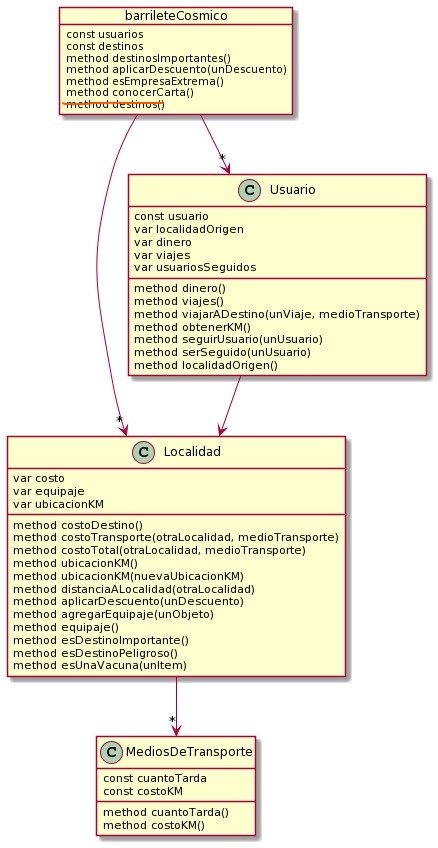 barrileteCosmico
const usuarios
const destinos
method destinosImportantes()
method aplicarDescuento(unDescuento)
method esEmpresaExtrema()
method conocerCarta()
method destinos()
*
C Usuario
const usuario
var localidadOrigen
var dinero
var viajes
var usuariosSeguidos
method dinero()
method viajes()
method viajarADestino(unViaje, medioTransporte)
method obtenerKM()
method seguirUsuario(unUsuario)
method serSeguido(unUsuario)
method localidadOrigen()
*
C Localidad
var costo
var equipaje
var ubicacionKM
method costoDestino()
method costoTransporte(otraLocalidad, medioTransporte)
method costoTotal(otraLocalidad, medioTransporte)
method ubicacionKM()
method ubicacionKM(nuevaUbicacionKM)
method distanciaALocalidad(otraLocalidad)
method aplicarDescuento(unDescuento)
method agregarEquipaje(unObjeto)
method equipaje()
method esDestinoImportante()
method esDestinoPeligroso()
method esUnaVacuna(unItem)
*
C MediosDeTransporte
const cuantoTarda
const costoKM
method cuantoTarda()
method costoKM()